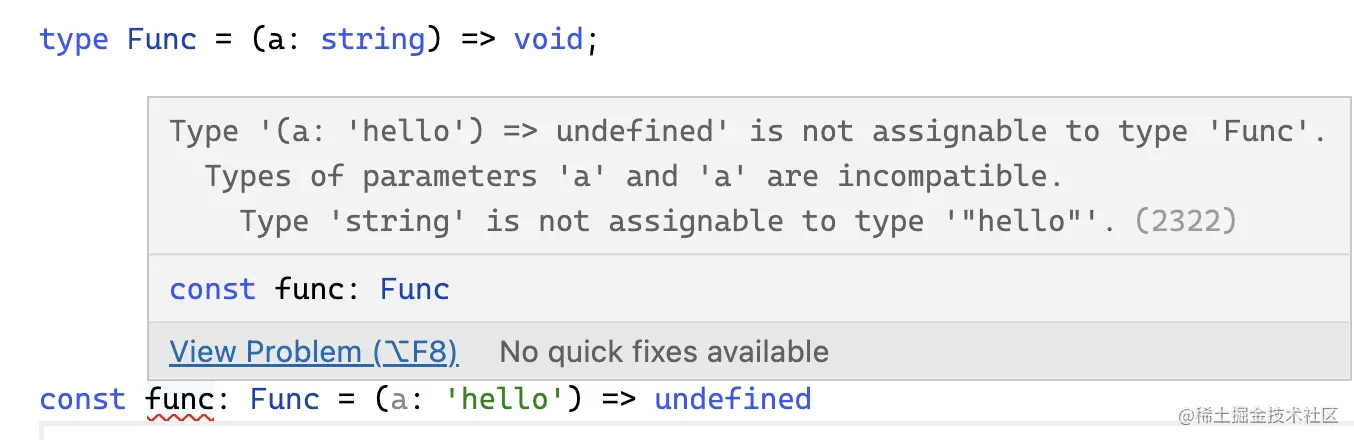 type Func = (a: string) => void;
Type '(a: 'hello') => undefined' is not assignable to type 'Func'.
Types of parameters 'a' and 'a' are incompatible.
Type 'string' is not assignable to type '"hello"'. (2322)
const func: Func
View Problem (⌥F8) No quick fixes available
const func: Func = (a: 'hello') => undefined
@稀土掘金技术社区